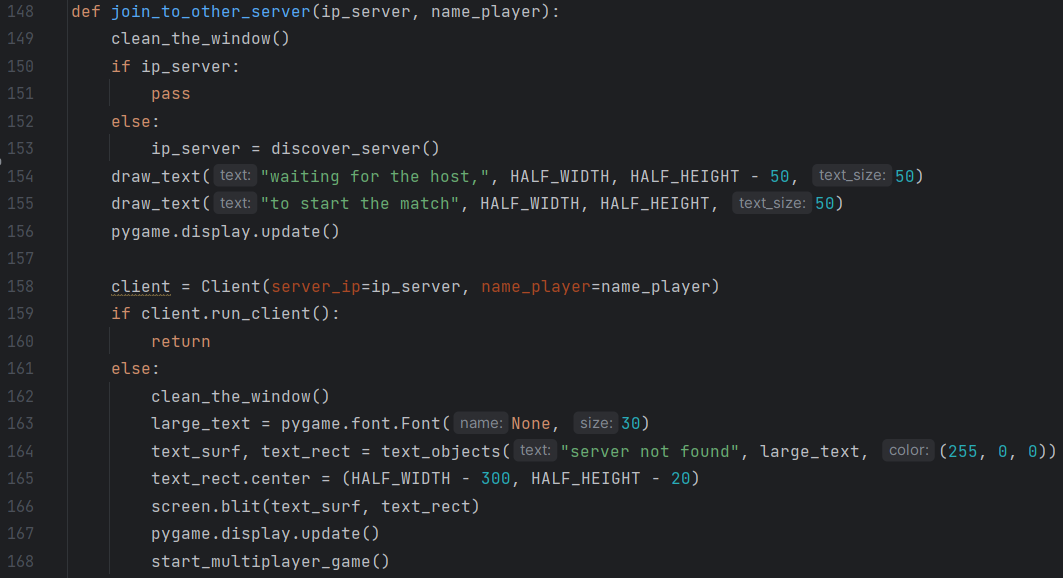 148 def join_to_other_server(ip_server, name_player):
149     clean_the_window()
150     if ip_server:
151         pass
152     else:
153         ip_server = discover_server()
154     draw_text( text: "waiting for the host,", HALF_WIDTH, HALF_HEIGHT - 50, text_size: 50)
155     draw_text( text: "to start the match", HALF_WIDTH, HALF_HEIGHT, text_size: 50)
156     pygame.display.update()
157
158     client = Client(server_ip=ip_server, name_player=name_player)
159     if client.run_client():
160         return
161     else:
162         clean_the_window()
163         large_text = pygame.font.Font( name: None, size: 30)
164         text_surf, text_rect = text_objects( text: "server not found", large_text, color: (255, 0, 0))
165         text_rect.center = (HALF_WIDTH - 300, HALF_HEIGHT - 20)
166         screen.blit(text_surf, text_rect)
167         pygame.display.update()
168         start_multiplayer_game()